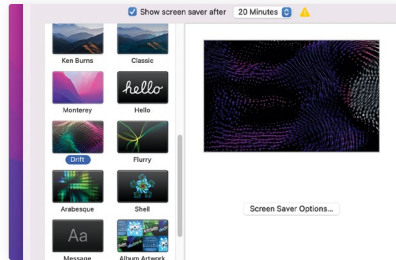 Show screen saver after 20 Minutes
Ken Burns Classic
hello
Monterey Hello
Drift Flurry
Arabesque Shell
Screen Saver Options...
Aa
Message Album Artwork